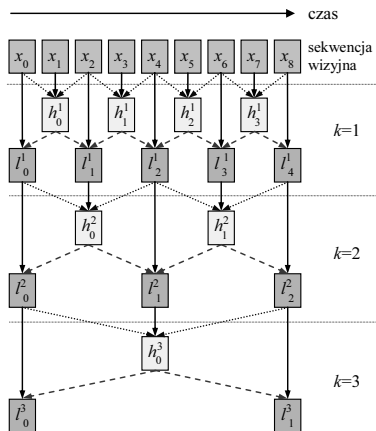 czas
x₀ x₁ x₂ x₃ x₄ x₅ x₆ x₇ x₈ sekwencja
wizyjna
h₀¹ h₁¹ h₂¹ h₃¹
k=1
l₀¹ l₁¹ l₂¹ l₃¹ l₄¹
h₀² h₁²
k=2
l₀² l₁² l₂²
h₀³
k=3
l₀³ l₁³